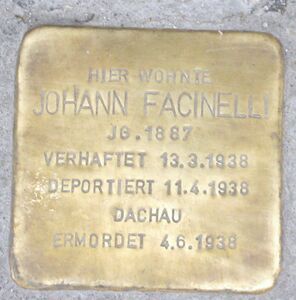 HIER WOHNTE
JOHANN FACINELLI
JG. 1887
VERHAFTET 13.3.1938
DEPORTIERT 11.4.1938
DACHAU
ERMORDET 4.6.1938